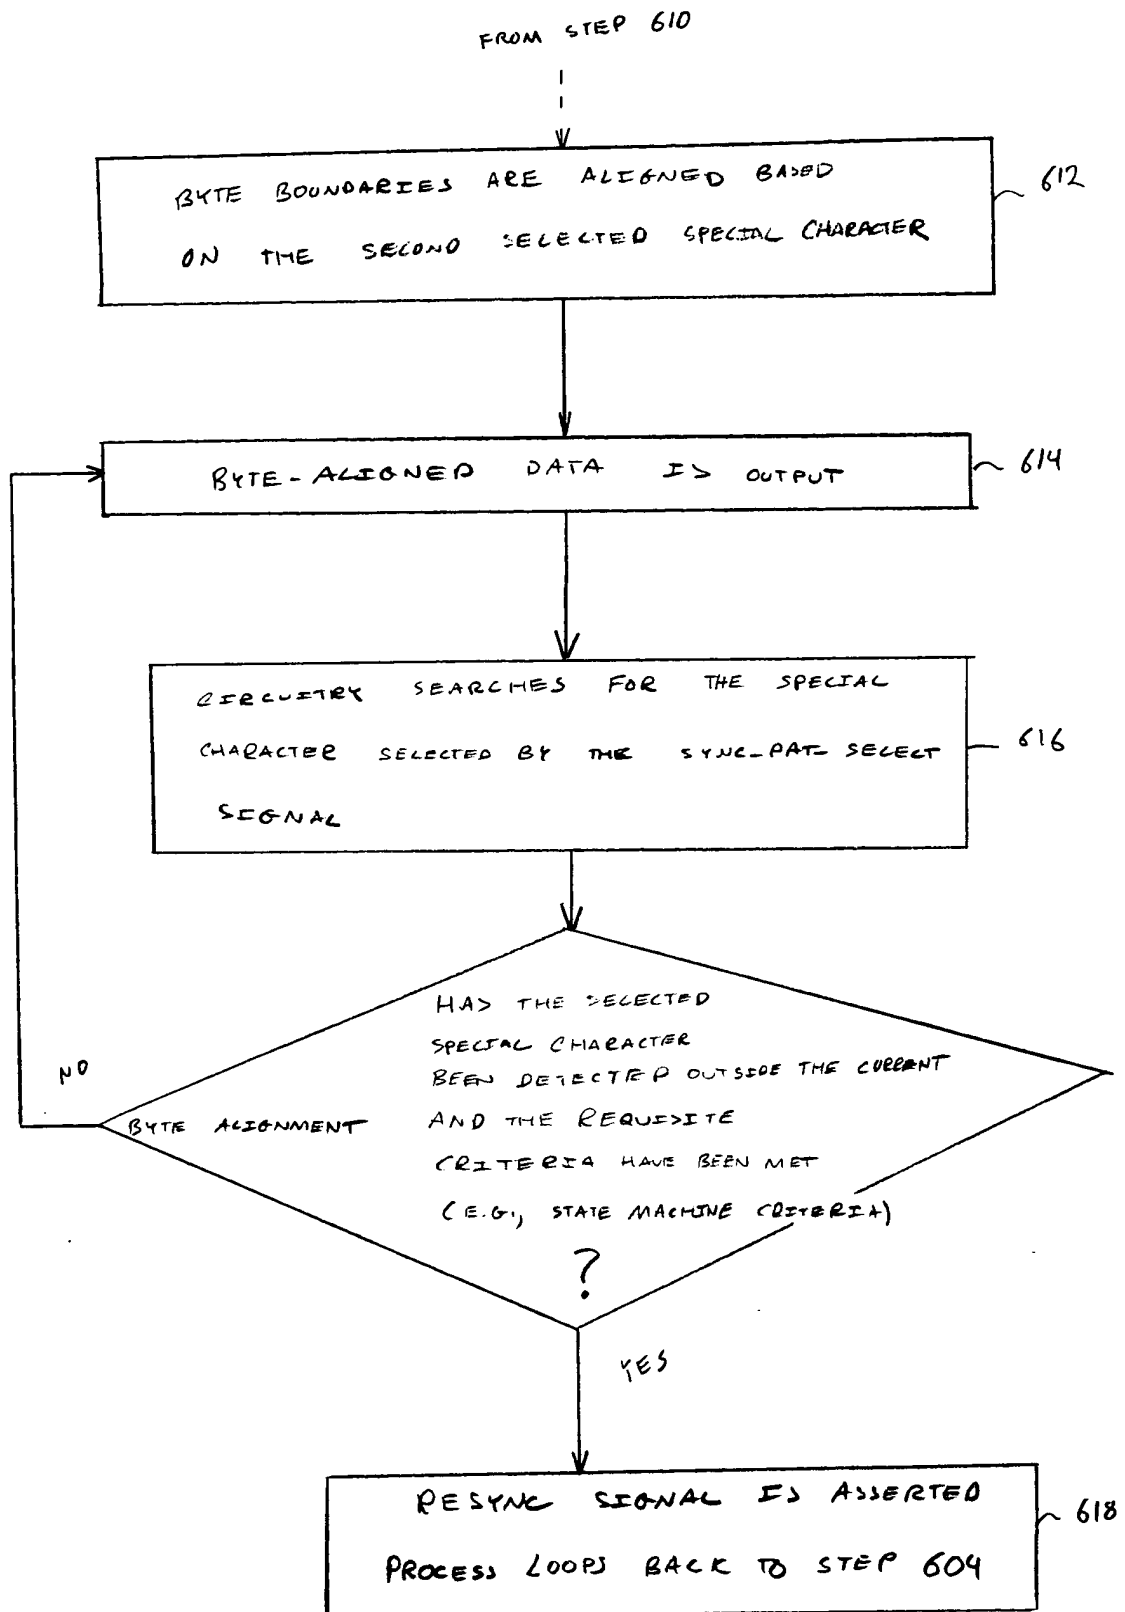 FROM STEP 610
BYTE BOUNDARIES ARE ALIGNED BASED
ON THE SECOND SELECTED SPECIAL CHARACTER
612
BYTE-ALIGNED DATA IS OUTPUT
614
CIRCUITRY SEARCHES FOR THE SPECIAL
CHARACTER SELECTED BY THE SYNC_PAT_SELECT
SIGNAL
616
HAS THE SELECTED
SPECIAL CHARACTER
BEEN DETECTED OUTSIDE THE CURRENT
BYTE ALIGNMENT AND THE REQUISITE
CRITERIA HAVE BEEN MET
(E.G., STATE MACHINE CRITERIA)
?
NO
YES
RESYNC SIGNAL IS ASSERTED
PROCESS LOOPS BACK TO STEP 604
618